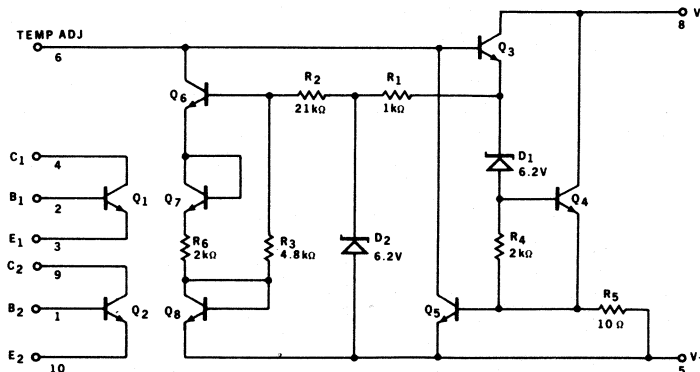 V
8
TEMP ADJ
6
Q3
R2
21kΩ
R1
1kΩ
Q6
D1
6.2V
C1
4
B1
2
Q1
E1
3
Q7
Q4
R6
2kΩ
R3
4.8kΩ
D2
6.2V
R4
2kΩ
C2
9
B2
1
Q2
Q8
Q5
R5
10 Ω
E2
10
V-
5